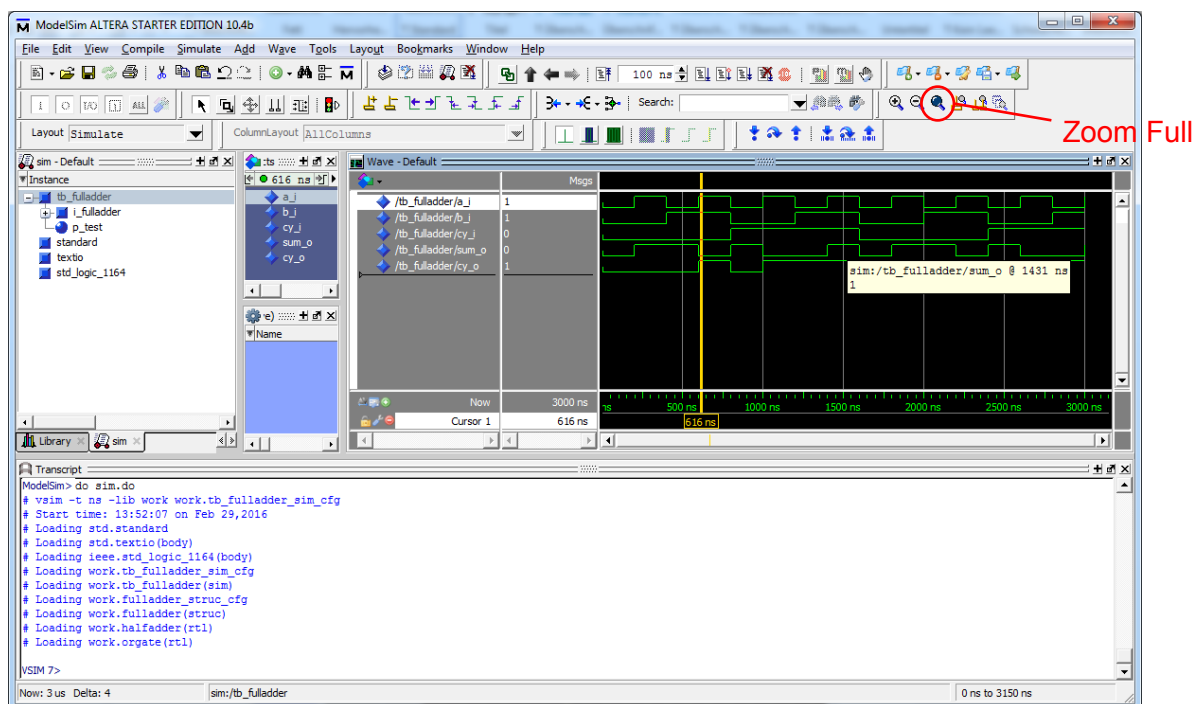 ModelSim ALTERA STARTER EDITION 10.4b
File Edit View Compile Simulate Add Wave Tools Layout Bookmarks Window Help
100 ns
Search:
Zoom Full
Layout Simulate
ColumnLayout AllColumns
sim - Default
Instance
tb_fulladder
i_fulladder
p_test
standard
textio
std_logic_1164
Library
sim
:ts
616 ns
a_i
b_i
cy_i
sum_o
cy_o
Name
Wave - Default
Msgs
/tb_fulladder/a_i 1
/tb_fulladder/b_i 1
/tb_fulladder/cy_i 0
/tb_fulladder/sum_o 0
/tb_fulladder/cy_o 1
sim:/tb_fulladder/sum_o @ 1431 ns
1
Now 3000 ns
ns 500 ns 1000 ns 1500 ns 2000 ns 2500 ns 3000 ns
Cursor 1 616 ns
616 ns
Transcript
ModelSim> do sim.do
# vsim -t ns -lib work work.tb_fulladder_sim_cfg
# Start time: 13:52:07 on Feb 29,2016
# Loading std.standard
# Loading std.textio(body)
# Loading ieee.std_logic_1164(body)
# Loading work.tb_fulladder_sim_cfg
# Loading work.tb_fulladder(sim)
# Loading work.fulladder_struc_cfg
# Loading work.fulladder(struc)
# Loading work.halfadder(rtl)
# Loading work.orgate(rtl)
VSIM 7>
Now: 3 us Delta: 4
sim:/tb_fulladder
0 ns to 3150 ns